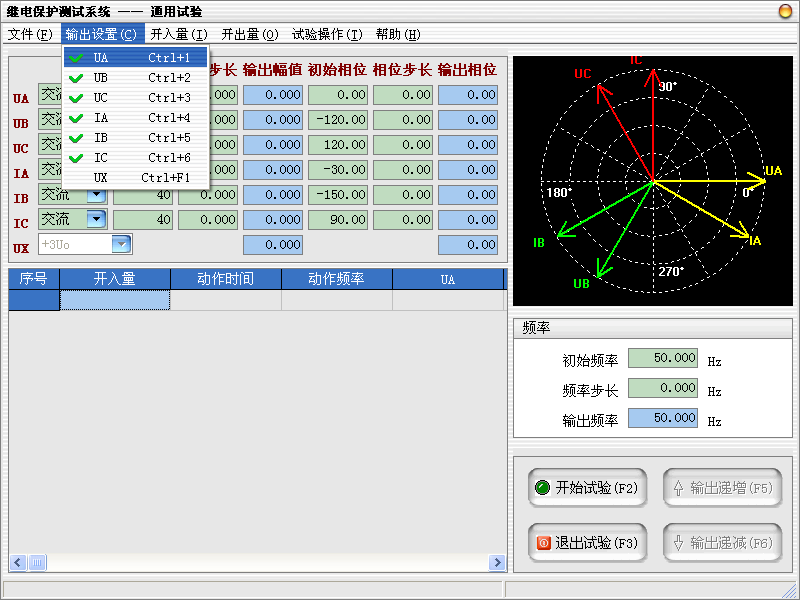 继电保护测试系统 —— 通用试验
文件(F) 输出设置(C) 开入量(I) 开出量(O) 试验操作(T) 帮助(H)
UA Ctrl+1
UB Ctrl+2
UC Ctrl+3
IA Ctrl+4
IB Ctrl+5
IC Ctrl+6
UX Ctrl+F1
步长 输出幅值 初始相位 相位步长 输出相位
UA 交流 .000 0.000 0.00 0.00 0.00
UB 交流 .000 0.000 -120.00 0.00 0.00
UC 交流 .000 0.000 120.00 0.00 0.00
IA 交流 .000 0.000 -30.00 0.00 0.00
IB 交流 40 0.000 0.000 -150.00 0.00 0.00
IC 交流 40 0.000 0.000 90.00 0.00 0.00
UX +3Uo 0.000 0.00
序号 开入量 动作时间 动作频率 UA
IC
UC
90°
UA
180°
0°
IB
IA
270°
UB
频率
初始频率 50.000 Hz
频率步长 0.000 Hz
输出频率 50.000 Hz
开始试验(F2) 输出递增(F5)
退出试验(F3) 输出递减(F6)